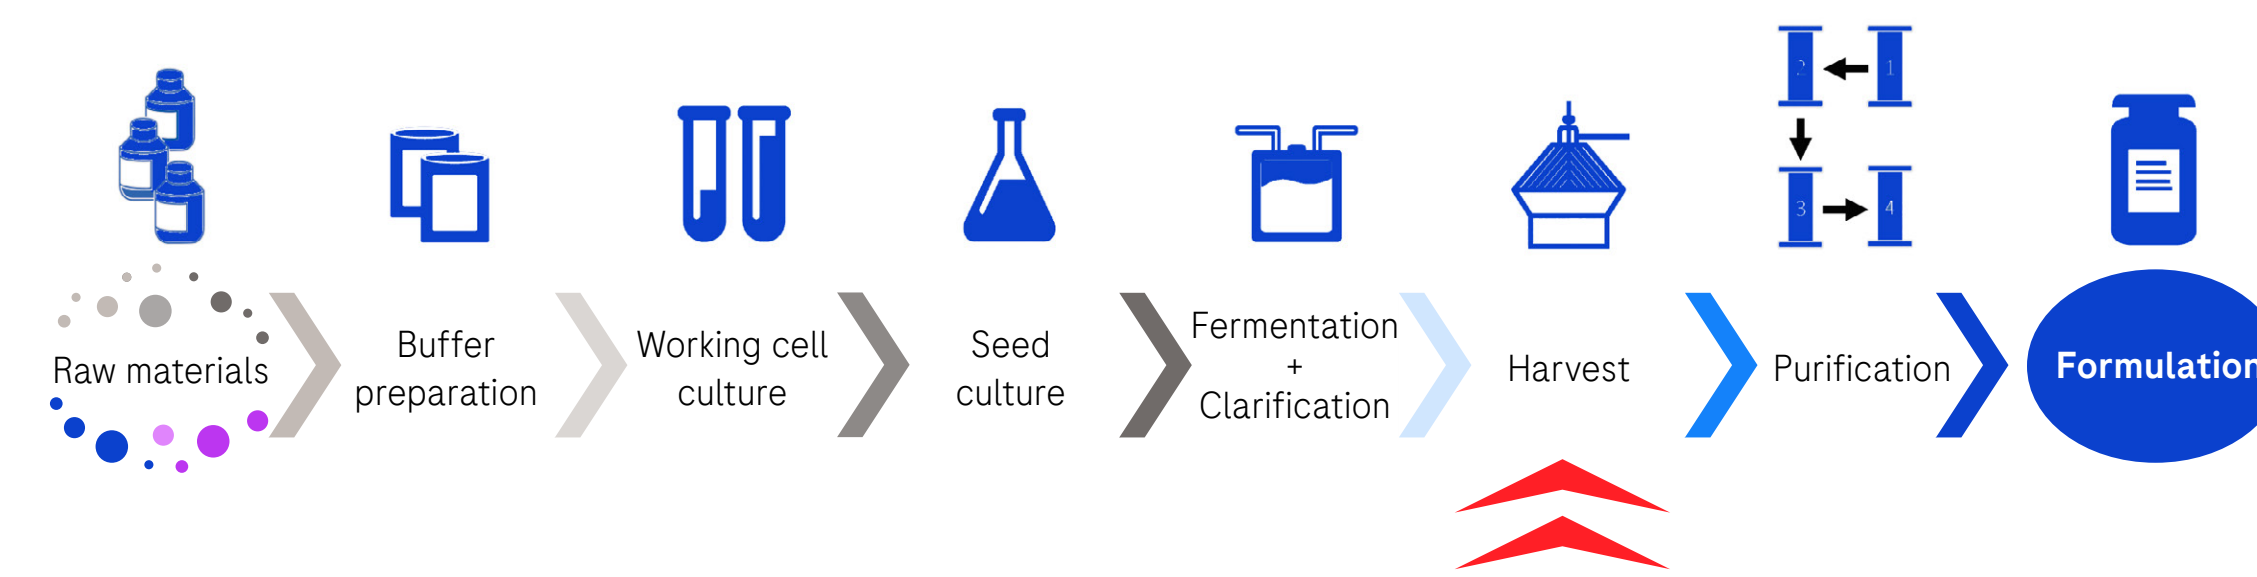 2
1
3
4
Raw materials
Buffer
preparation
Working cell
culture
Seed
culture
Fermentation
+
Clarification
Harvest
Purification
Formulation